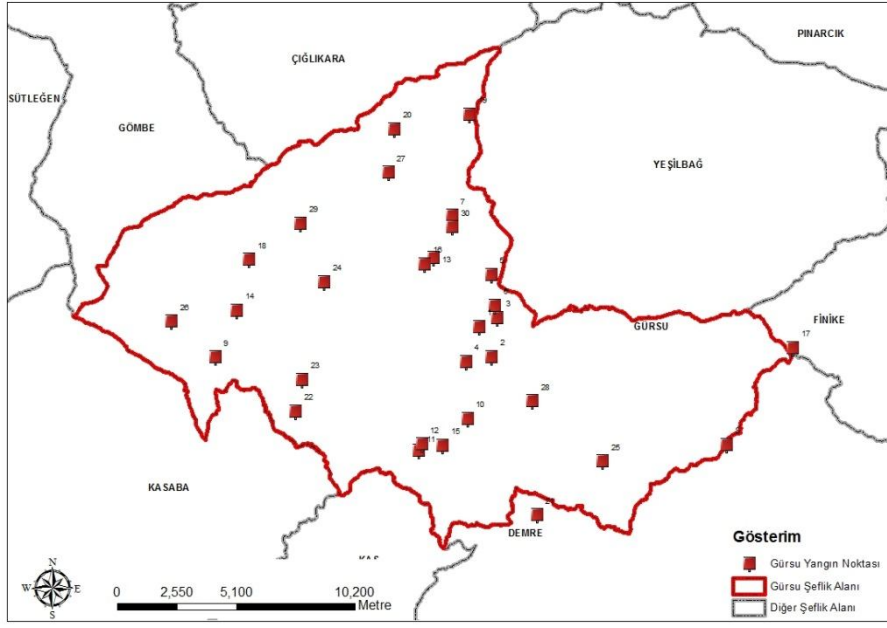 PINARCIK
ÇIĞLIKARA
SÜTLEĞEN
GÖMBE
20
27
YEŞİLBAĞ
7
30
29
18
16
13
5
24
14
26
3
GÜRSU
FİNİKE
17
9
4
2
23
22
28
10
12
11
15
25
KASABA
DEMRE
Gösterim
Gürsu Yangın Noktası
Gürsu Şeflik Alanı
Diğer Şeflik Alanı
N
W
E
S
0
2,550
5,100
10,200
Metre